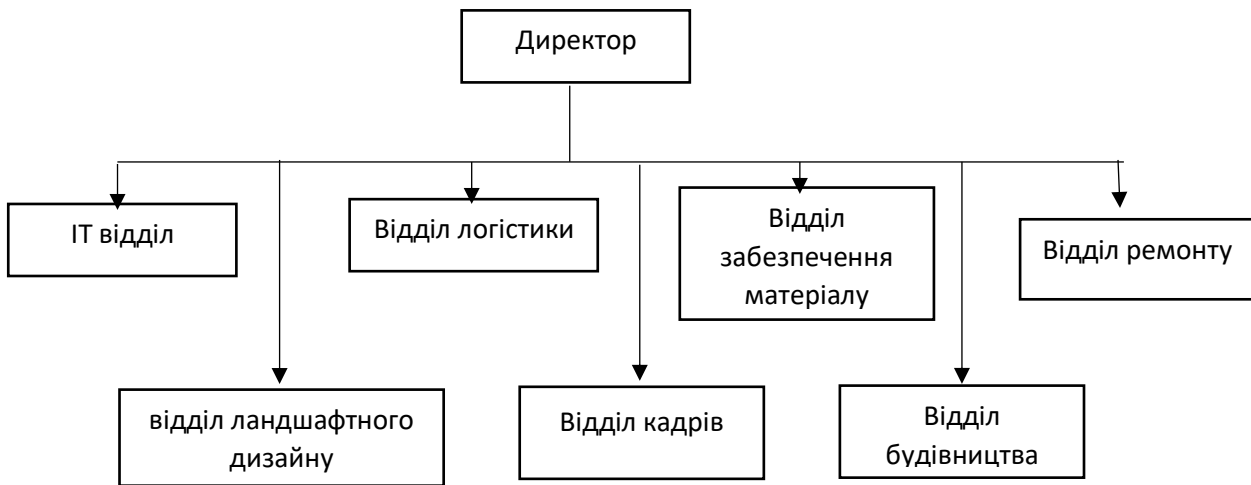 Директор
ІТ відділ
Відділ логістики
Відділ
забезпечення
матеріалу
Відділ ремонту
відділ ландшафтного
дизайну
Відділ кадрів
Відділ
будівництва